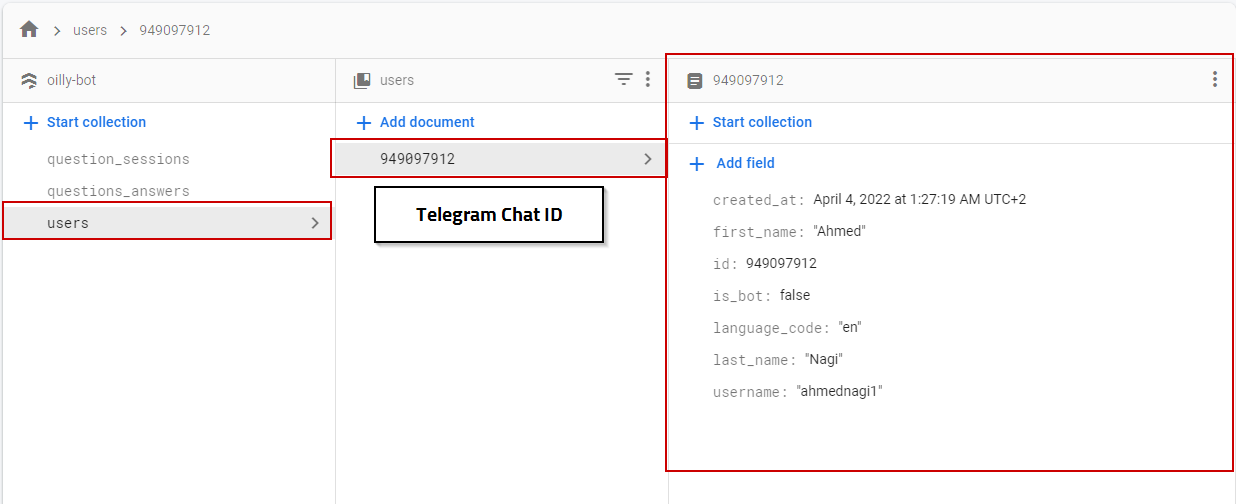 users 949097912
oilly-bot
Start collection
question_sessions
questions_answers
users
users
Add document
949097912
Telegram Chat ID
949097912
Start collection
Add field
created_at: April 4, 2022 at 1:27:19 AM UTC+2
first_name: "Ahmed"
id: 949097912
is_bot: false
language_code: "en"
last_name: "Nagi"
username: "ahmednagi1"